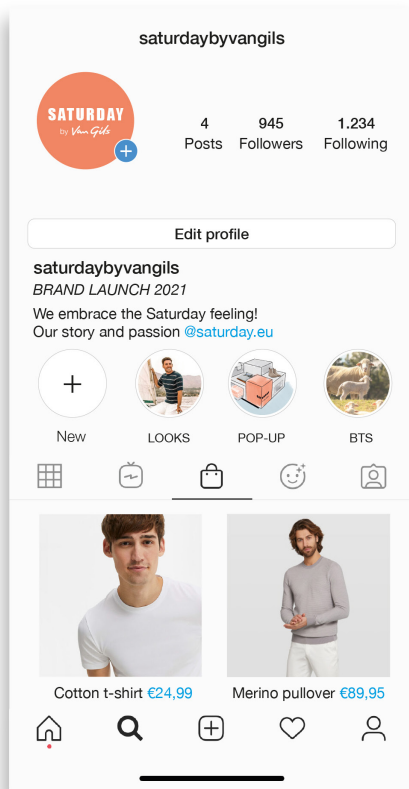 saturdaybyvangils
SATURDAY
by Van Gils
4 945 1.234
Posts Followers Following
Edit profile
saturdaybyvangils
BRAND LAUNCH 2021
We embrace the Saturday feeling!
Our story and passion @saturday.eu
New LOOKS POP-UP BTS
Cotton t-shirt €24,99 Merino pullover €89,95